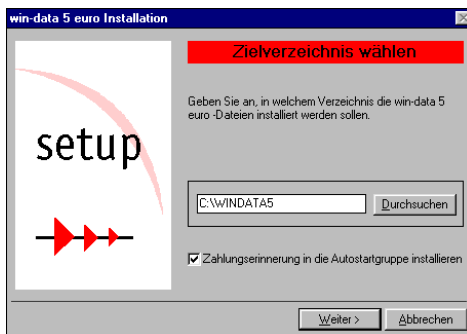 win-data 5 euro Installation
Zielverzeichnis wählen
Geben Sie an, in welchem Verzeichnis die win-data 5
euro -Dateien installiert werden sollen.
setup
C:\WINDATA5
Durchsuchen
Zahlungserinnerung in die Autostartgruppe installieren
Weiter >
Abbrechen